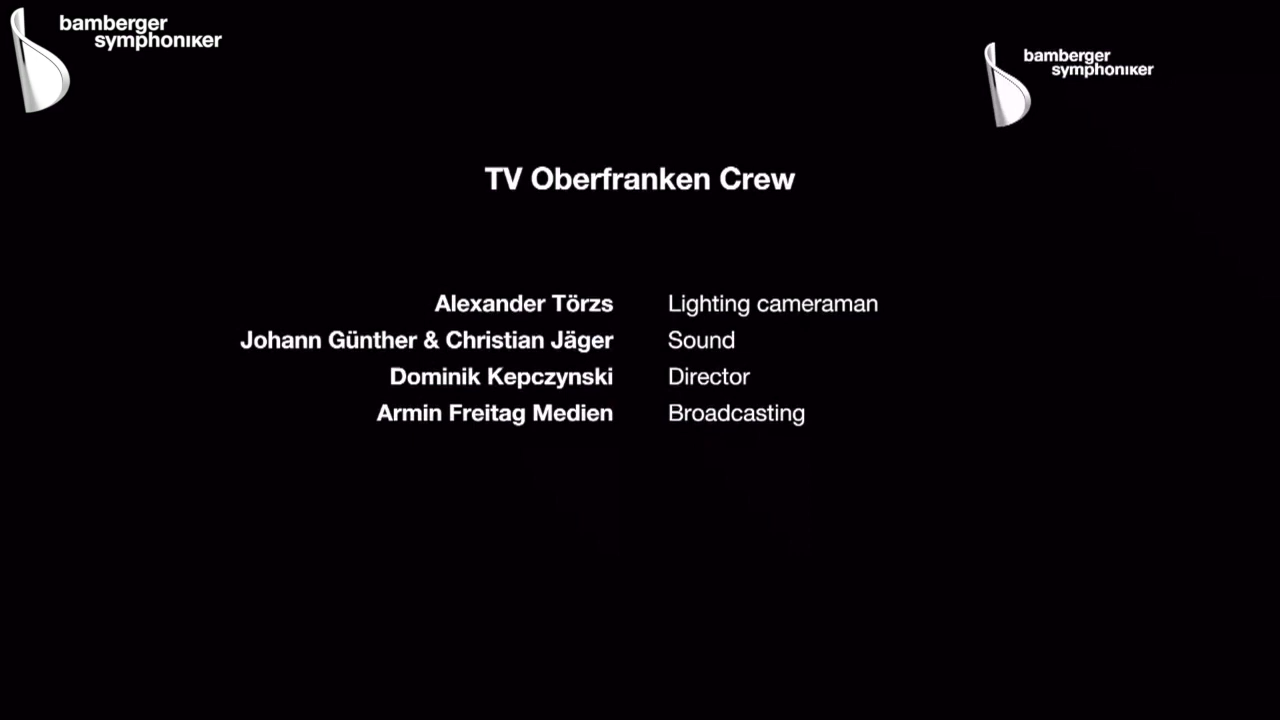 bamberger
symphoniker
bamberger
symphoniker
TV Oberfranken Crew
Alexander Törzs Lighting cameraman
Johann Günther & Christian Jäger Sound
Dominik Kepczynski Director
Armin Freitag Medien Broadcasting